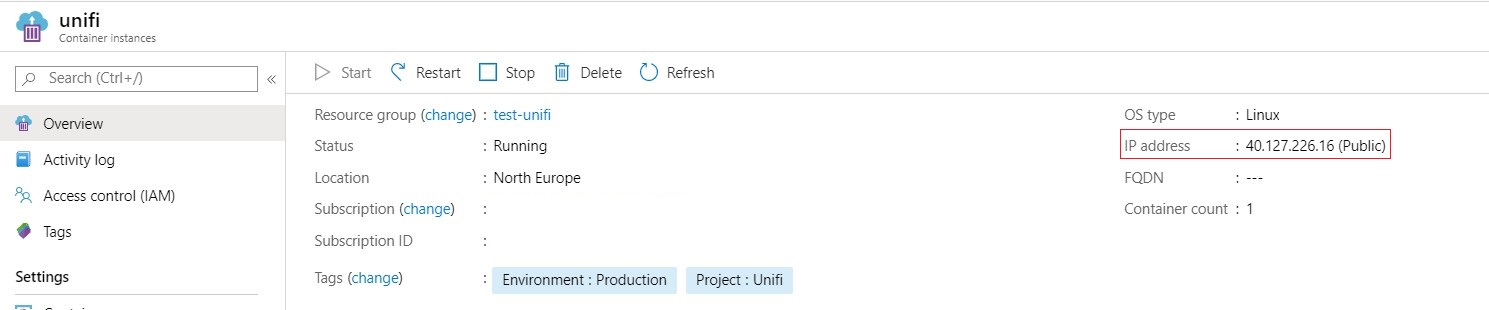 unifi
Container instances
Search (Ctrl+/)
«
Overview
Activity log
Access control (IAM)
Tags
Settings
Start Restart Stop Delete Refresh
Resource group (change) : test-unifi
Status : Running
Location : North Europe
Subscription (change) :
Subscription ID :
Tags (change) : Environment : Production Project : Unifi
OS type : Linux
IP address : 40.127.226.16 (Public)
FQDN : ---
Container count : 1